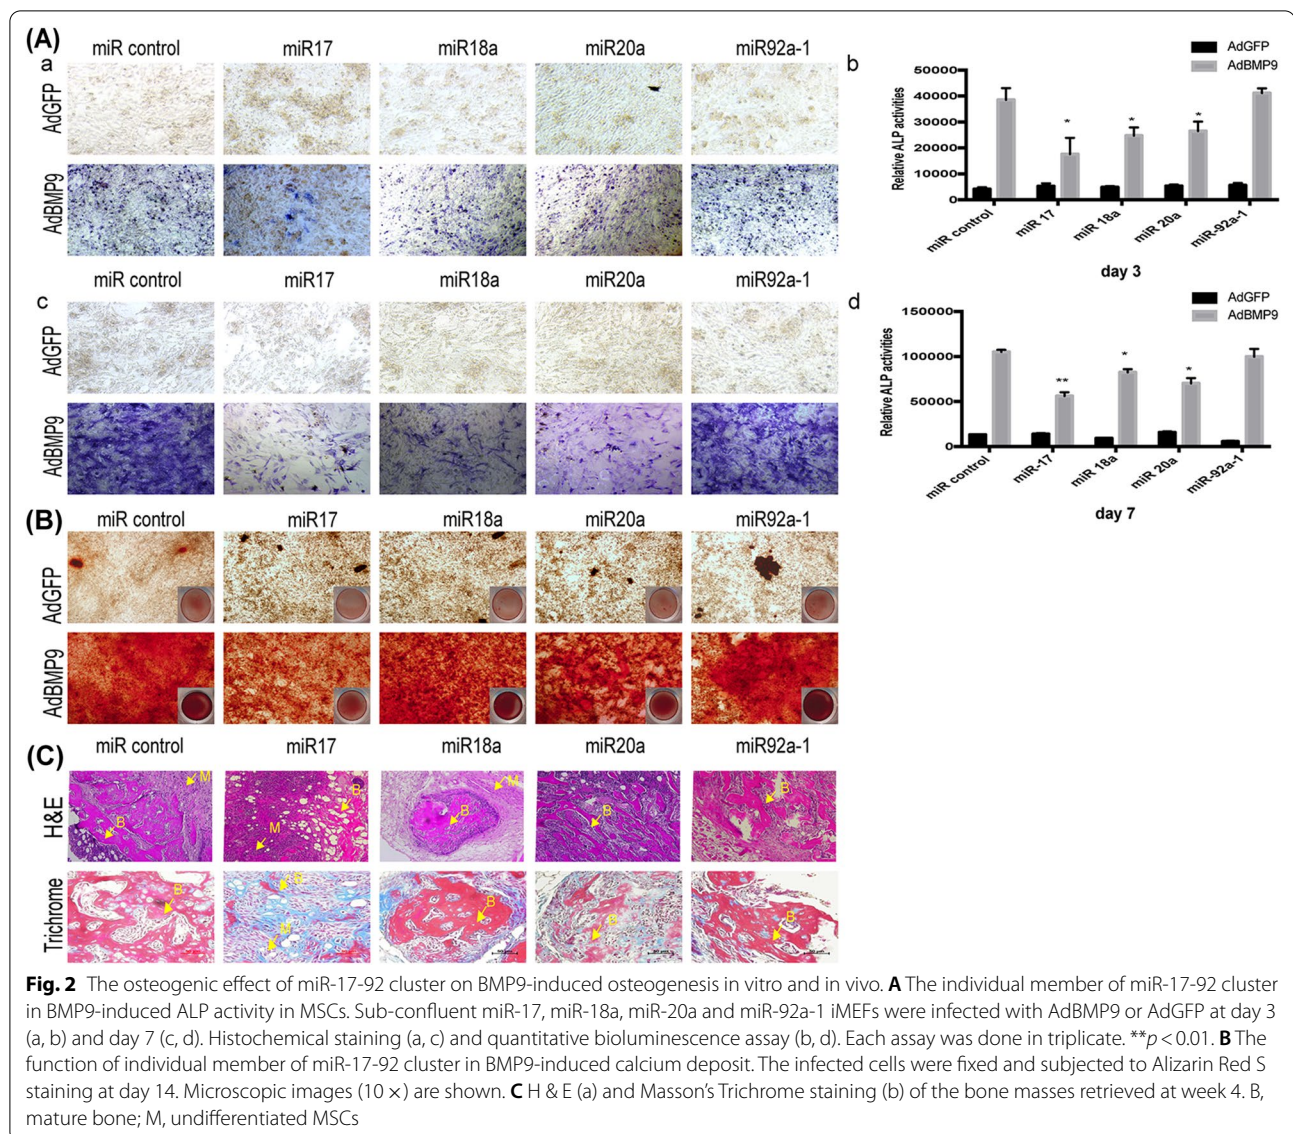 (A)
miR control miR17 miR18a miR20a miR92a-1
a
AdGFP
AdBMP9
b
AdGFP
AdBMP9
Relative ALP activities
50000
40000
30000
20000
10000
0
* * *
miR control miR 17 miR 18a miR 20a miR-92a-1
day 3
miR control miR17 miR18a miR20a miR92a-1
c
AdGFP
AdBMP9
d
AdGFP
AdBMP9
Relative ALP activities
150000
100000
50000
0
** * *
miR control miR-17 miR 18a miR 20a miR-92a-1
day 7
(B)
miR control miR17 miR18a miR20a miR92a-1
AdGFP
AdBMP9
(C)
miR control miR17 miR18a miR20a miR92a-1
H&E
M B M B M B B B
Trichrome
B M M B B B
50 μm
Fig. 2 The osteogenic effect of miR-17-92 cluster on BMP9-induced osteogenesis in vitro and in vivo. A The individual member of miR-17-92 cluster
in BMP9-induced ALP activity in MSCs. Sub-confluent miR-17, miR-18a, miR-20a and miR-92a-1 iMEFs were infected with AdBMP9 or AdGFP at day 3
(a, b) and day 7 (c, d). Histochemical staining (a, c) and quantitative bioluminescence assay (b, d). Each assay was done in triplicate. **p < 0.01. B The
function of individual member of miR-17-92 cluster in BMP9-induced calcium deposit. The infected cells were fixed and subjected to Alizarin Red S
staining at day 14. Microscopic images (10 ×) are shown. C H & E (a) and Masson's Trichrome staining (b) of the bone masses retrieved at week 4. B,
mature bone; M, undifferentiated MSCs